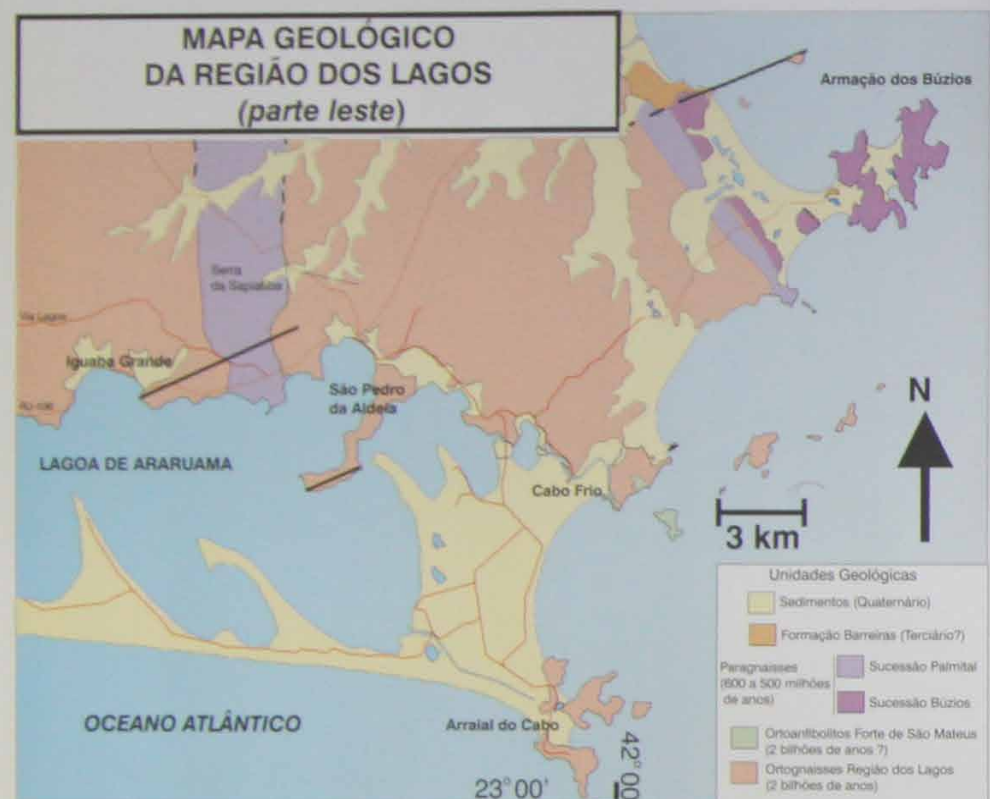 MAPA GEOLÓGICO
DA REGIÃO DOS LAGOS
(parte leste)
Armação dos Búzios
Serra
da Sapiatiba
Via Lagos
Iguaba Grande
São Pedro
da Aldeia
LAGOA DE ARARUAMA
Cabo Frio
N
3 km
OCEANO ATLÂNTICO
Arraial do Cabo
42°00'
23°00'
Unidades Geológicas
Sedimentos (Quaternário)
Formação Barreiras (Terciário?)
Paragnaisses
(600 a 500 milhões
de anos)
Sucessão Palmital
Sucessão Búzios
Ortoanfibolitos Forte de São Mateus
(2 bilhões de anos ?)
Ortognaisses Região dos Lagos
(2 bilhões de anos)